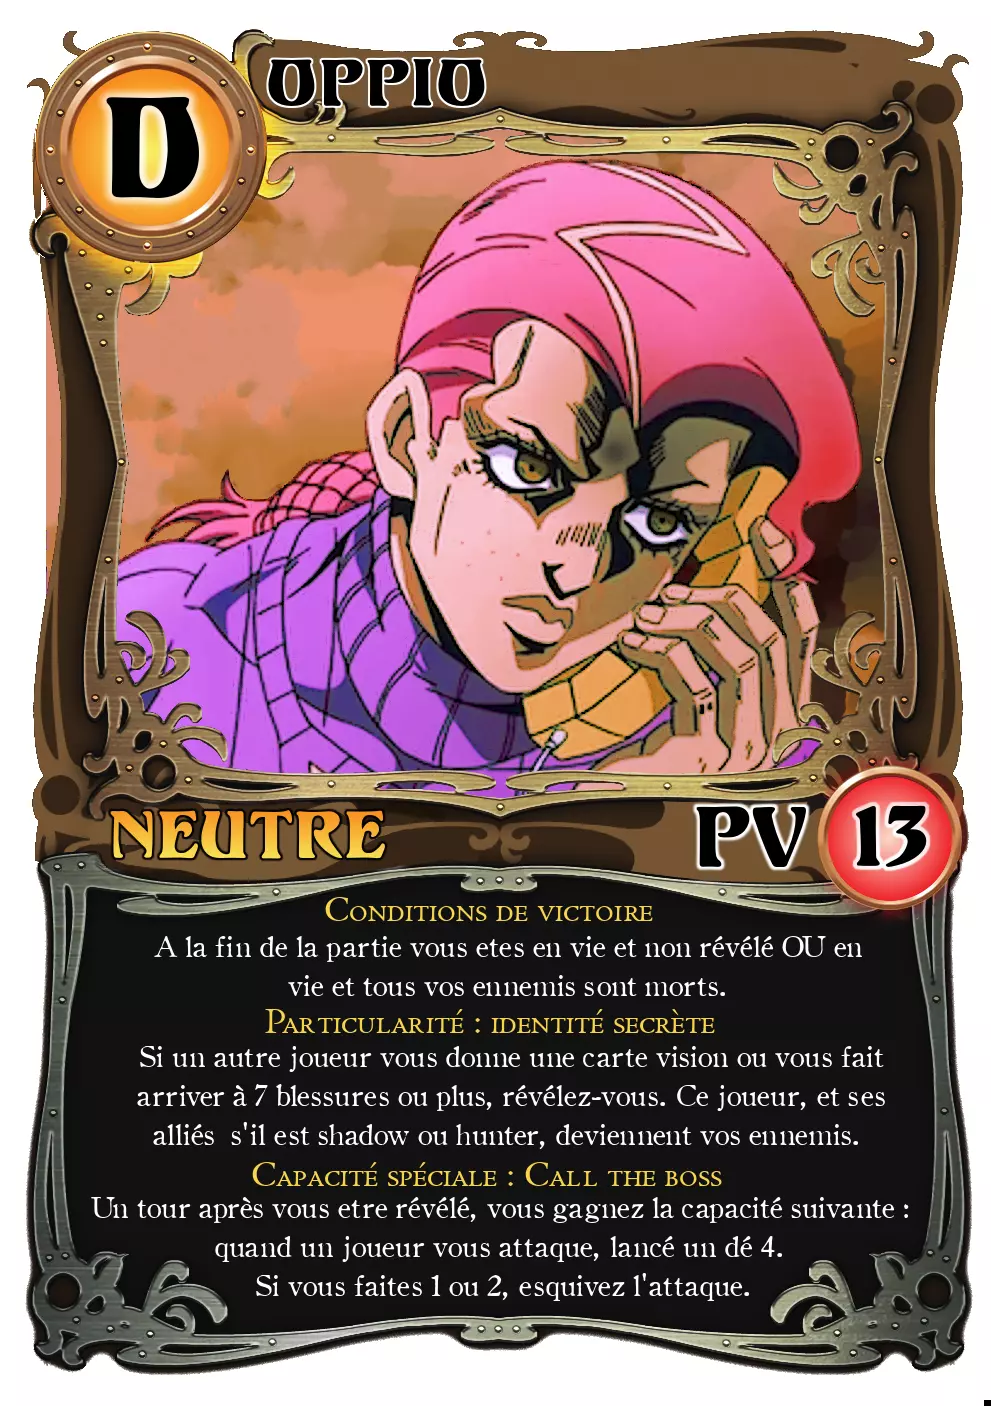 D OPPIO
NEUTRE PV 13
Conditions de victoire
A la fin de la partie vous etes en vie et non révélé OU en
vie et tous vos ennemis sont morts.
Particularité : identité secrète
Si un autre joueur vous donne une carte vision ou vous fait
arriver à 7 blessures ou plus, révélez-vous. Ce joueur, et ses
alliés s'il est shadow ou hunter, deviennent vos ennemis.
Capacité spéciale : Call the boss
Un tour après vous etre révélé, vous gagnez la capacité suivante :
quand un joueur vous attaque, lancé un dé 4.
Si vous faites 1 ou 2, esquivez l'attaque.